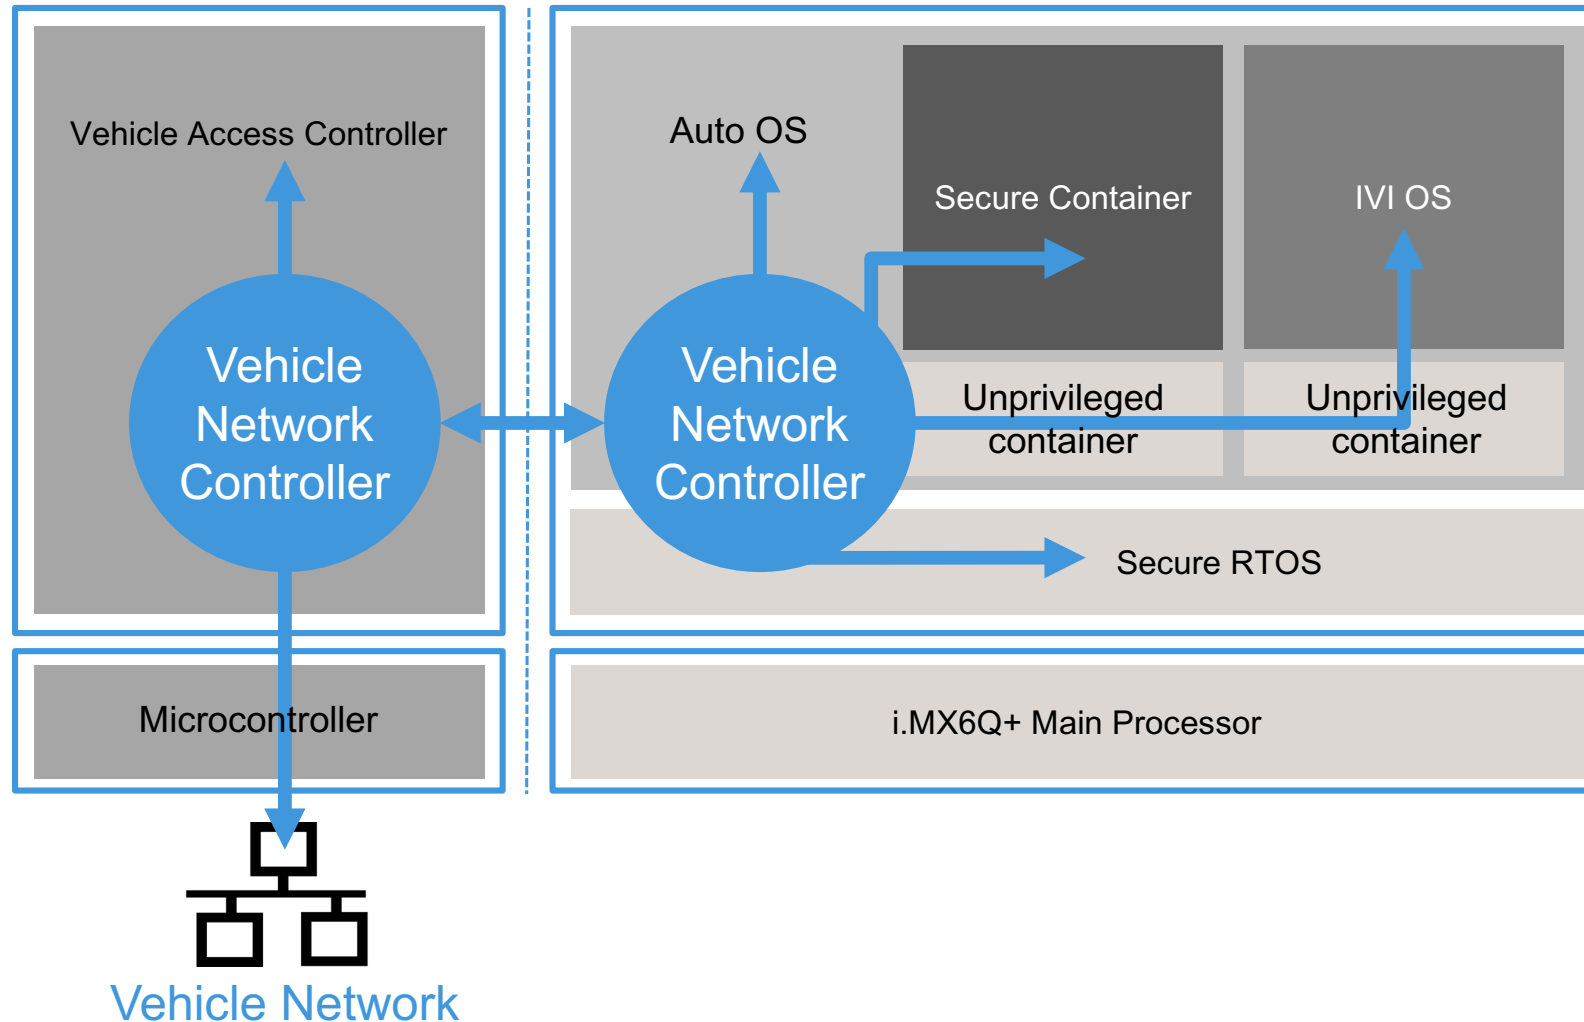 Vehicle Access Controller
Vehicle
Network
Controller
Microcontroller
Vehicle Network
Auto OS
Secure Container
IVI OS
Vehicle
Network
Controller
Unprivileged
container
Unprivileged
container
Secure RTOS
i.MX6Q+ Main Processor